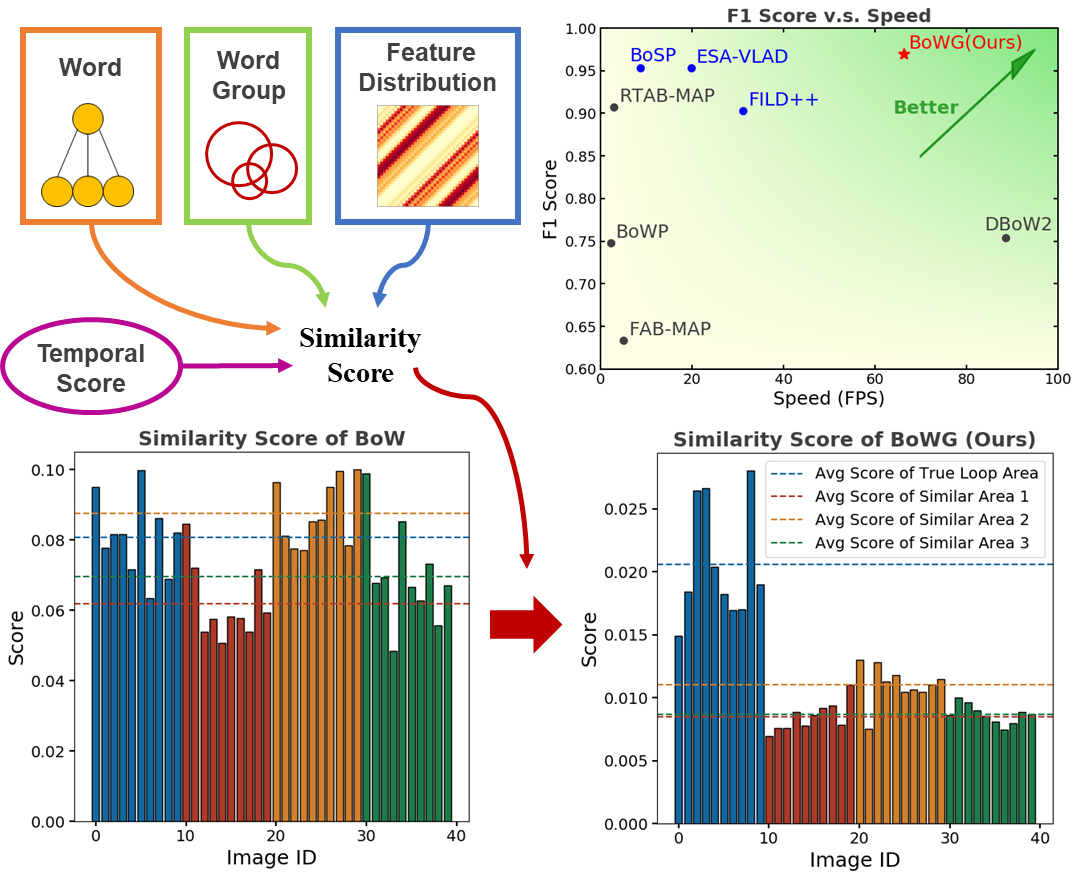 Word
Word
Group
Feature
Distribution
Temporal
Score
Similarity
Score
F1 Score v.s. Speed
BoWG(Ours)
BoSP
ESA-VLAD
RTAB-MAP
FILD++
Better
BoWP
DBoW2
FAB-MAP
F1 Score
1.00
0.95
0.90
0.85
0.80
0.75
0.70
0.65
0.60
0
20
40
60
80
100
Speed (FPS)
Similarity Score of BoW
Score
0.10
0.08
0.06
0.04
0.02
0.00
0
10
20
30
40
Image ID
Similarity Score of BoWG (Ours)
Avg Score of True Loop Area
Avg Score of Similar Area 1
Avg Score of Similar Area 2
Avg Score of Similar Area 3
Score
0.025
0.020
0.015
0.010
0.005
0.000
0
10
20
30
40
Image ID